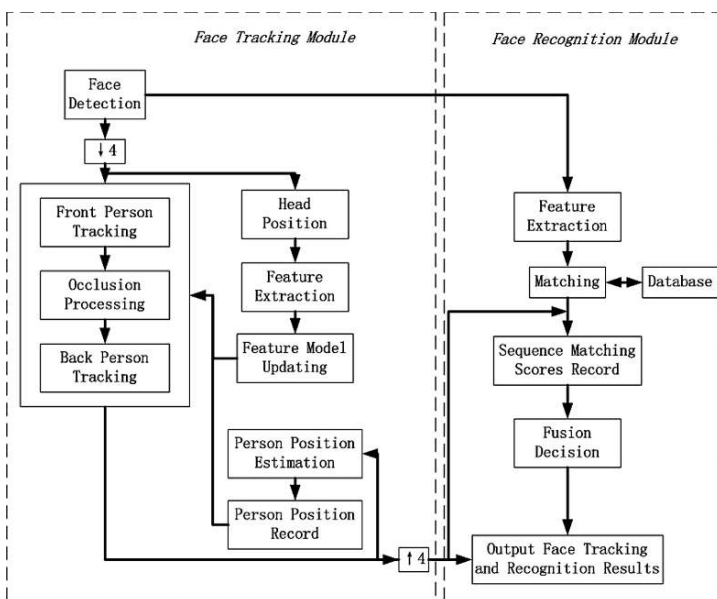 Face Tracking Module
Face Recognition Module
Face
Detection
↓4
Front Person
Tracking
Occlusion
Processing
Back Person
Tracking
Head
Position
Feature
Extraction
Feature Model
Updating
Person Position
Estimation
Person Position
Record
↑4
Feature
Extraction
Matching
Database
Sequence Matching
Scores Record
Fusion
Decision
Output Face Tracking
and Recognition Results